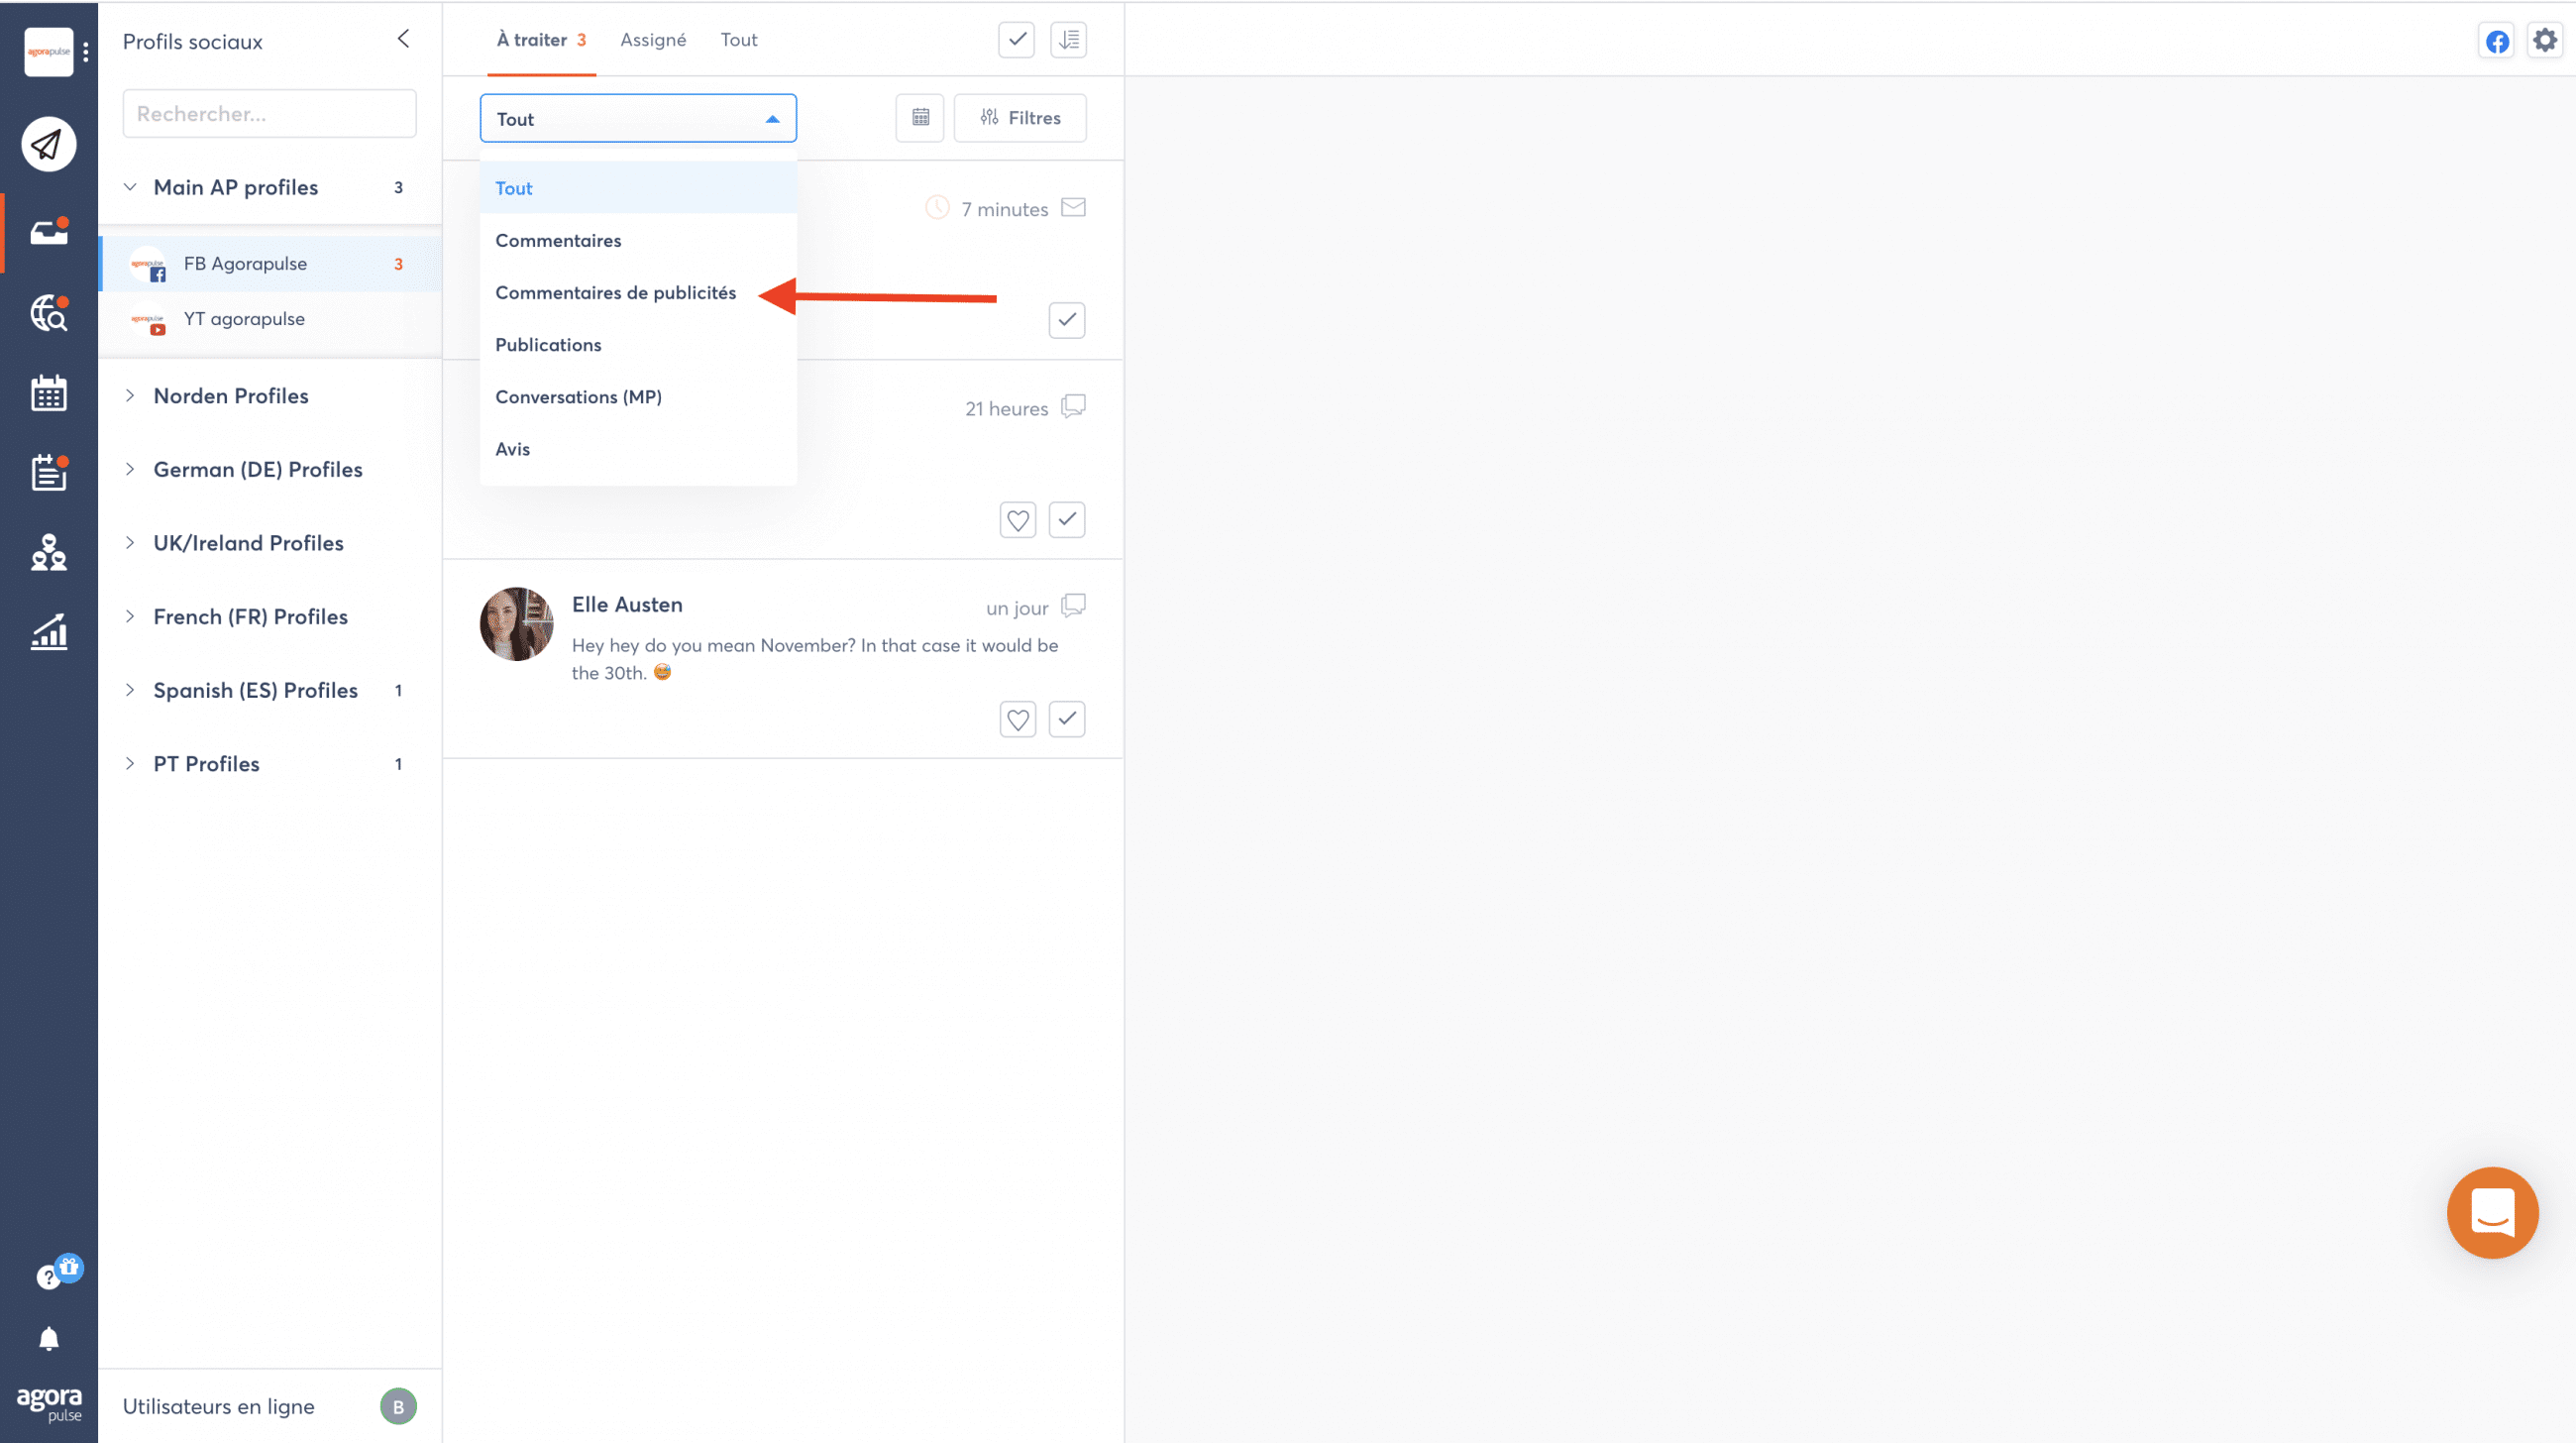 agorapulse
Profils sociaux
Rechercher...
Main AP profiles 3
agorapulse
FB Agorapulse 3
agorapulse
YT agorapulse
Norden Profiles
German (DE) Profiles
UK/Ireland Profiles
French (FR) Profiles
Spanish (ES) Profiles 1
PT Profiles 1
?
agora
pulse
Utilisateurs en ligne B
À traiter 3 Assigné Tout
Tout
Filtres
Tout
Commentaires
Commentaires de publicités
Publications
Conversations (MP)
Avis
7 minutes
21 heures
Elle Austen
un jour
Hey hey do you mean November? In that case it would be
the 30th. 😅